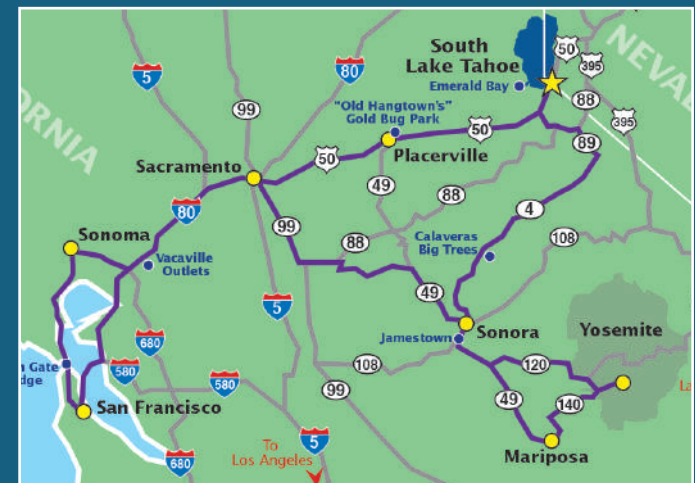 NEVAD
South
Lake Tahoe
50
395
5
80
Emerald Bay
88
99
"Old Hangtown's"
Gold Bug Park
395
ORNIA
50
50
89
Sacramento
Placerville
49
88
4
80
99
108
Sonoma
88
Calaveras
Big Trees
Vacaville
Outlets
49
5
Sonora
Yosemite
Jamestown
680
n Gate
dge
580
108
120
La
580
99
49
140
San Francisco
5
Mariposa
To
Los Angeles
680